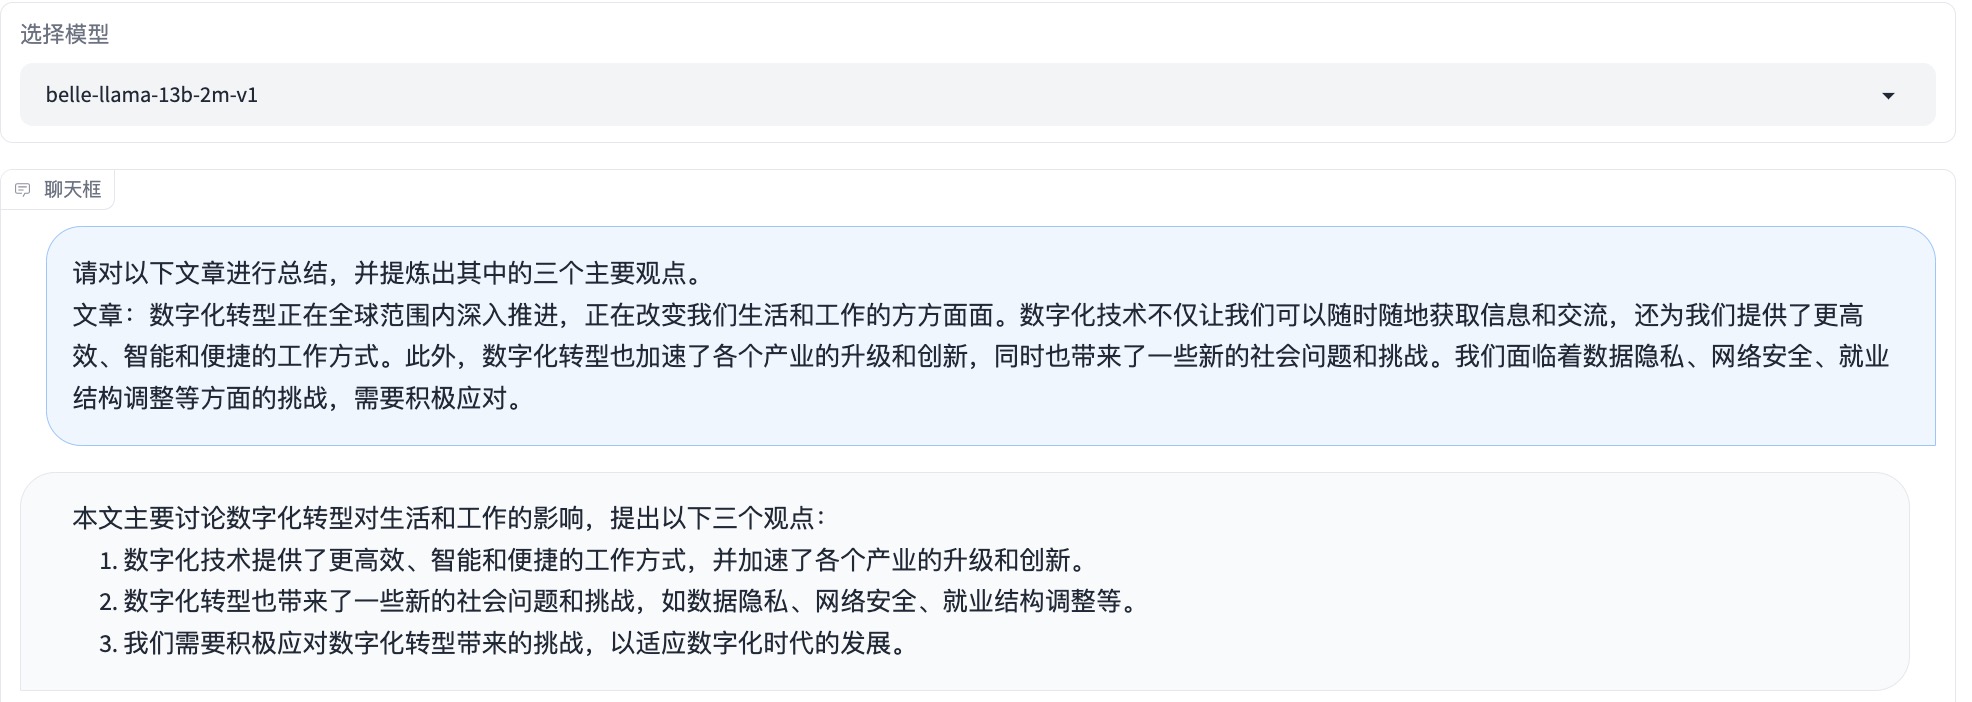 选择模型
belle-llama-13b-2m-v1
聊天框
请对以下文章进行总结，并提炼出其中的三个主要观点。
文章：数字化转型正在全球范围内深入推进，正在改变我们生活和工作的方方面面。数字化技术不仅让我们可以随时随地获取信息和交流，还为我们提供了更高
效、智能和便捷的工作方式。此外，数字化转型也加速了各个产业的升级和创新，同时也带来了一些新的社会问题和挑战。我们面临着数据隐私、网络安全、就业
结构调整等方面的挑战，需要积极应对。
本文主要讨论数字化转型对生活和工作的影响，提出以下三个观点：
1. 数字化技术提供了更高效、智能和便捷的工作方式，并加速了各个产业的升级和创新。
2. 数字化转型也带来了一些新的社会问题和挑战，如数据隐私、网络安全、就业结构调整等。
3. 我们需要积极应对数字化转型带来的挑战，以适应数字化时代的发展。